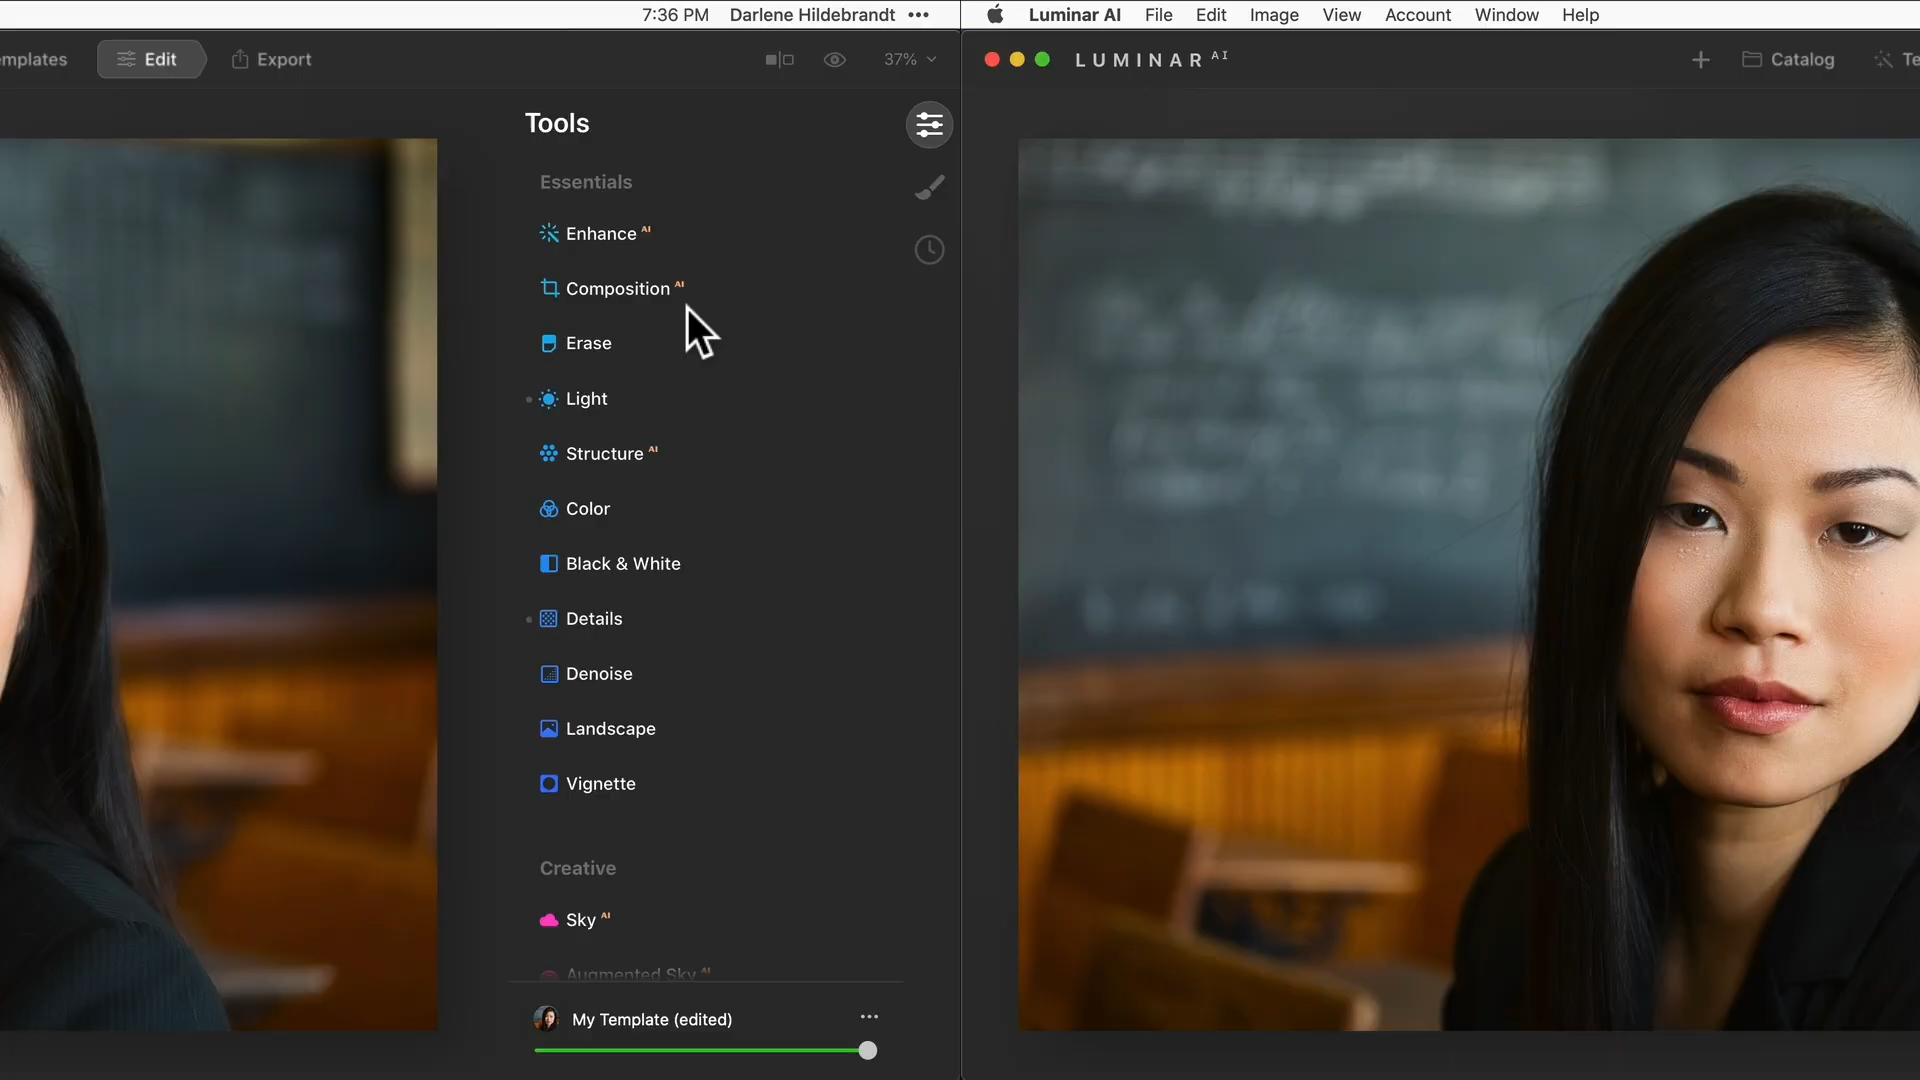 7:36 PM Darlene Hildebrandt •••
Luminar AI File Edit Image View Account Window Help
emplates Edit Export 37%
LUMINAR AI
+ Catalog Te
Tools
Essentials
Enhance AI
Composition AI
Erase
Light
Structure AI
Color
Black & White
Details
Denoise
Landscape
Vignette
Creative
Sky AI
Augmented Sky AI
My Template (edited) •••